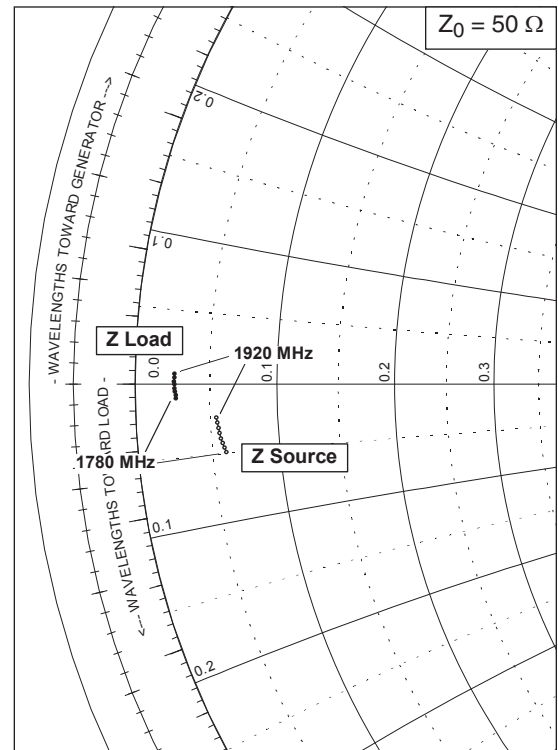 Z0 = 50 Ω
0.2
- WAVELENGTHS TOWARD GENERATOR --->
0.1
Z Load
1920 MHz
0.0
0.1
0.2
0.3
1780 MHz
Z Source
<--- WAVELENGTHS TOWARD LOAD -
0.1
0.2